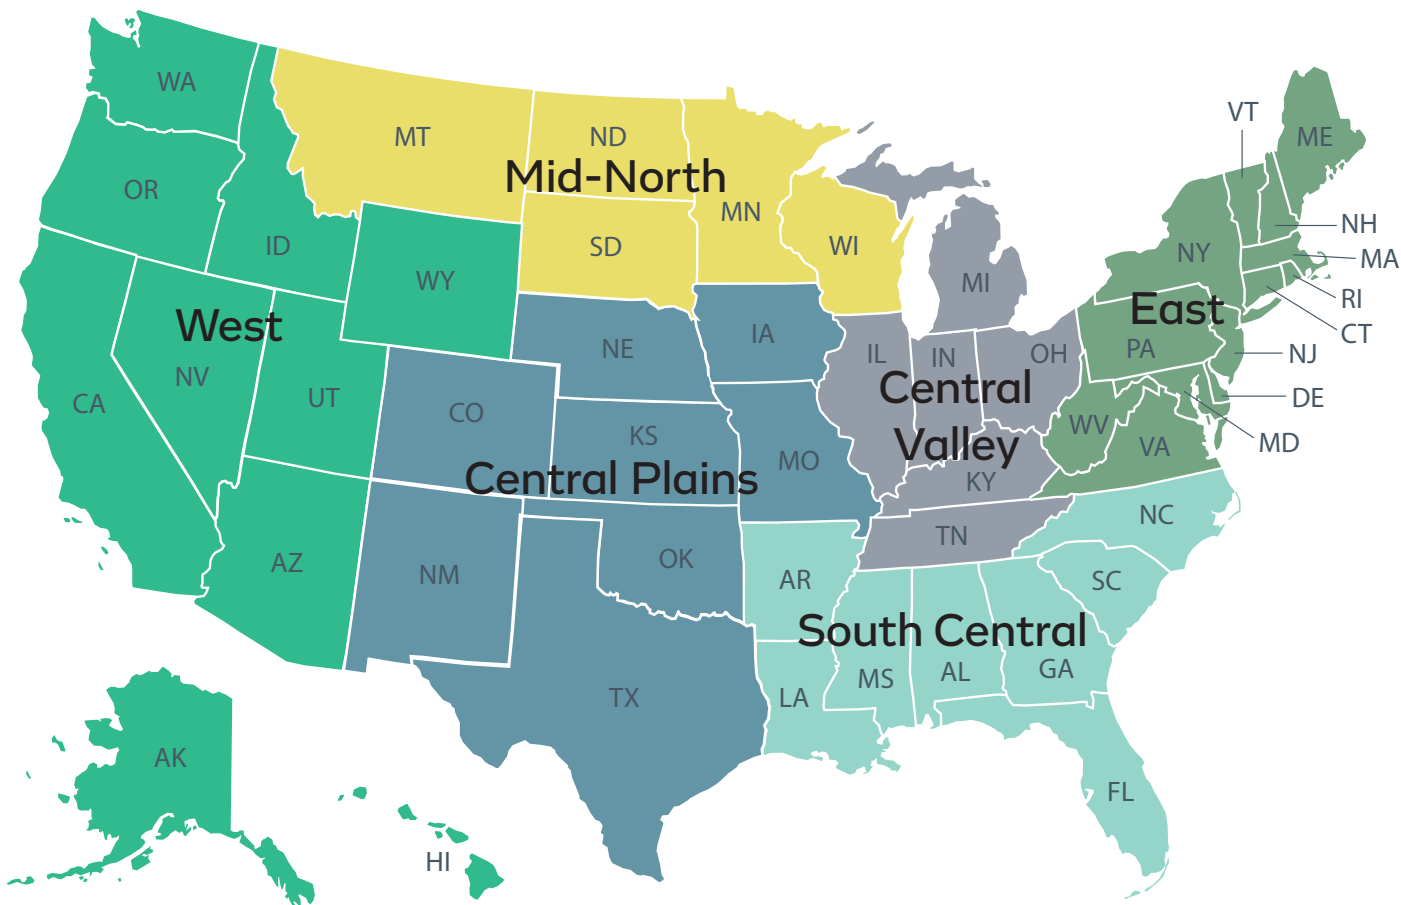 WA
MT
ND
VT
ME
OR
Mid-North
MN
NH
ID
SD
WI
NY
MA
WY
MI
RI
West
East
IA
CT
NE
IL
IN
OH
PA
NJ
NV
UT
Central
DE
CA
CO
KS
WV
Valley
VA
MD
MO
Central Plains
KY
NC
TN
AZ
NM
OK
AR
SC
South Central
GA
MS
AL
TX
LA
AK
FL
HI